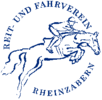 REIT- UND FAHRVEREIN
RHEINZABERN